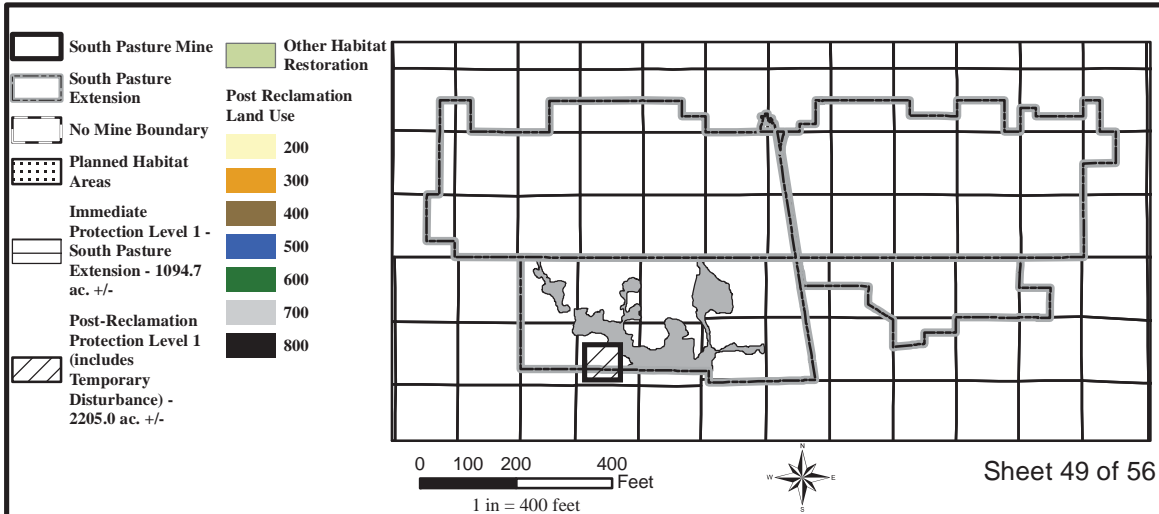 South Pasture Mine
South Pasture
Extension
No Mine Boundary
Planned Habitat
Areas
Immediate
Protection Level 1 -
South Pasture
Extension - 1094.7
ac. +/-
Post-Reclamation
Protection Level 1
(includes
Temporary
Disturbance) -
2205.0 ac. +/-
Other Habitat
Restoration
Post Reclamation
Land Use
200
300
400
500
600
700
800
0 100 200 400
Feet
1 in = 400 feet
N
W E
S
Sheet 49 of 56